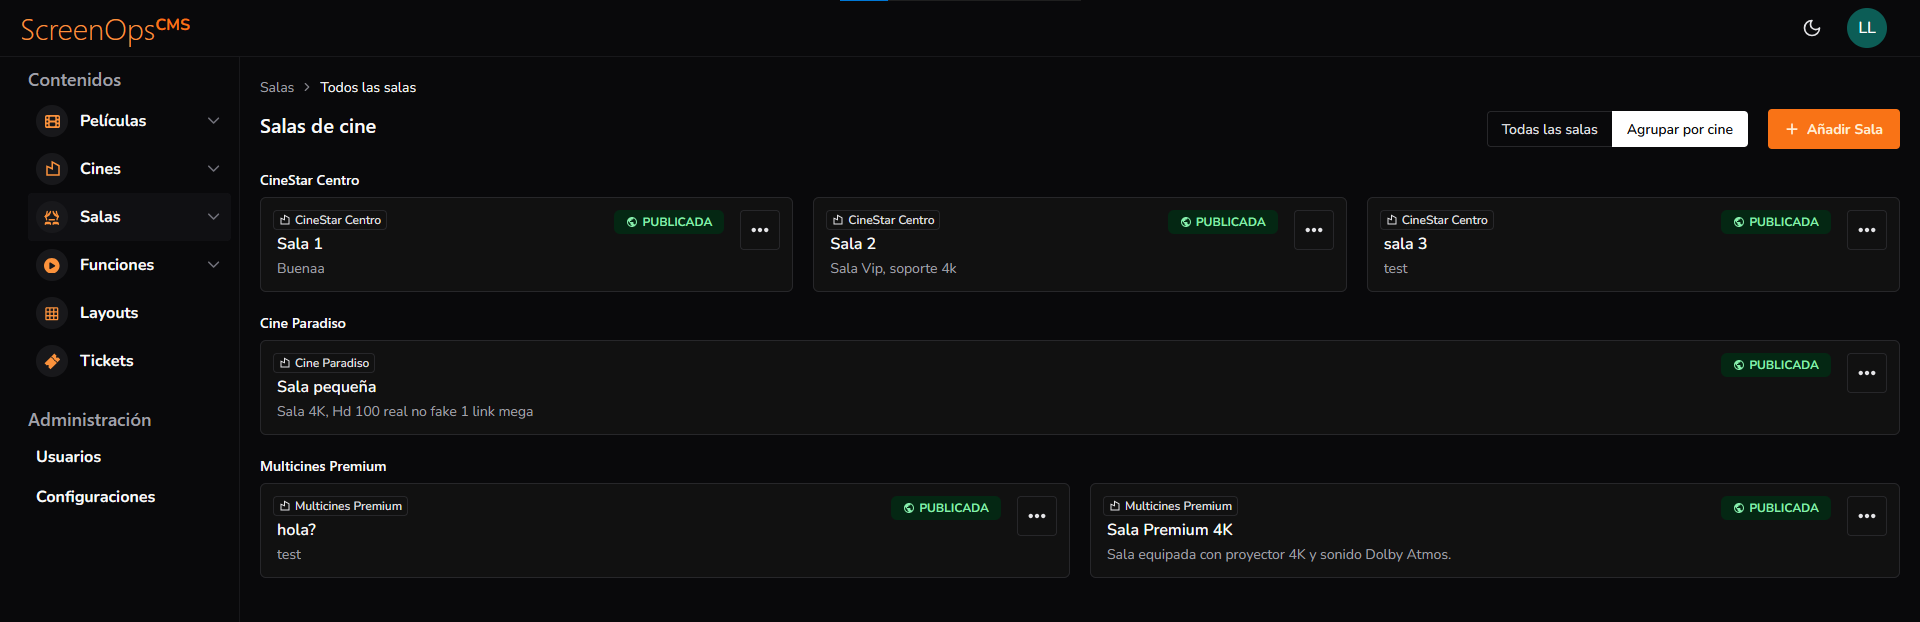 ScreenOpsCMS
LL
Contenidos
Películas
Cines
Salas
Funciones
Layouts
Tickets
Administración
Usuarios
Configuraciones
Salas > Todos las salas
Salas de cine
Todas las salas
Agrupar por cine
+ Añadir Sala
CineStar Centro
CineStar Centro
PUBLICADA
Sala 1
Buenaa
CineStar Centro
PUBLICADA
Sala 2
Sala Vip, soporte 4k
CineStar Centro
PUBLICADA
sala 3
test
Cine Paradiso
Cine Paradiso
PUBLICADA
Sala pequeña
Sala 4K, Hd 100 real no fake 1 link mega
Multicines Premium
Multicines Premium
PUBLICADA
hola?
test
Multicines Premium
PUBLICADA
Sala Premium 4K
Sala equipada con proyector 4K y sonido Dolby Atmos.